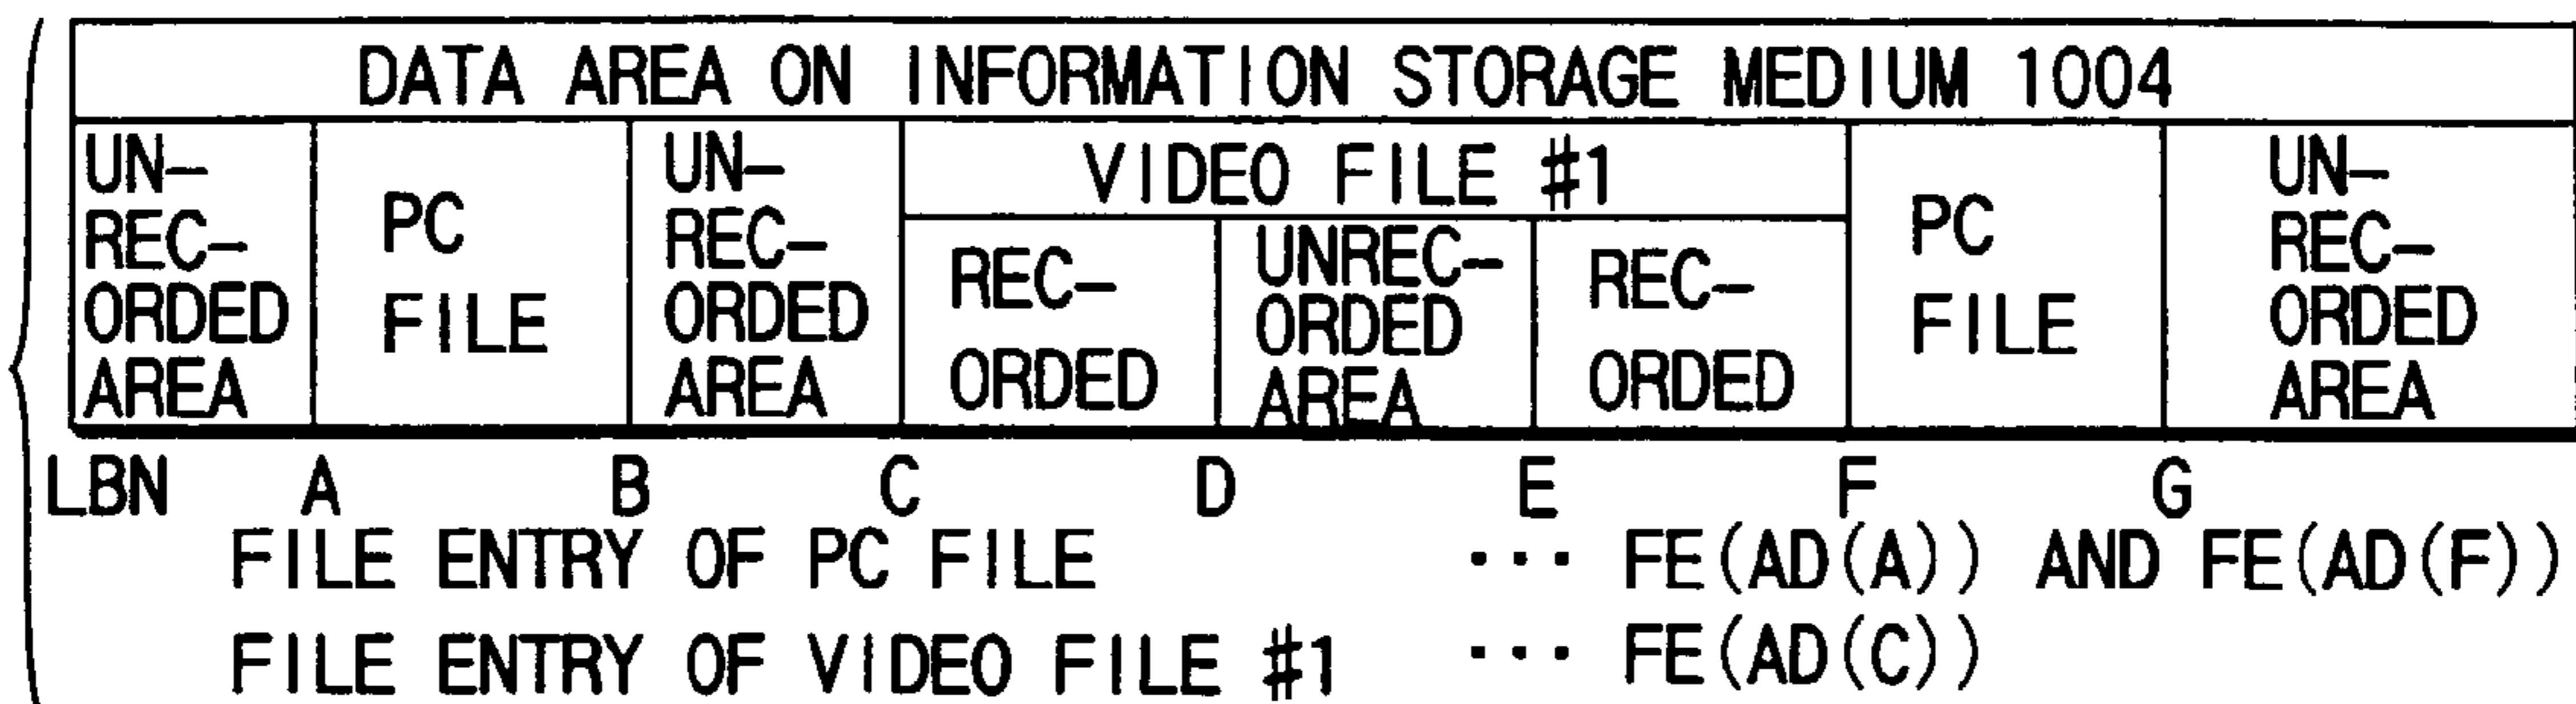 DATA AREA ON INFORMATION STORAGE MEDIUM 1004
UN-
REC-
ORDED
AREA
PC
FILE
UN-
REC-
ORDED
AREA
VIDEO FILE #1
REC-
ORDED
UNREC-
ORDED
AREA
REC-
ORDED
PC
FILE
UN-
REC-
ORDED
AREA
LBN A B C D E F G
FILE ENTRY OF PC FILE ··· FE(AD(A)) AND FE(AD(F))
FILE ENTRY OF VIDEO FILE #1 ··· FE(AD(C))